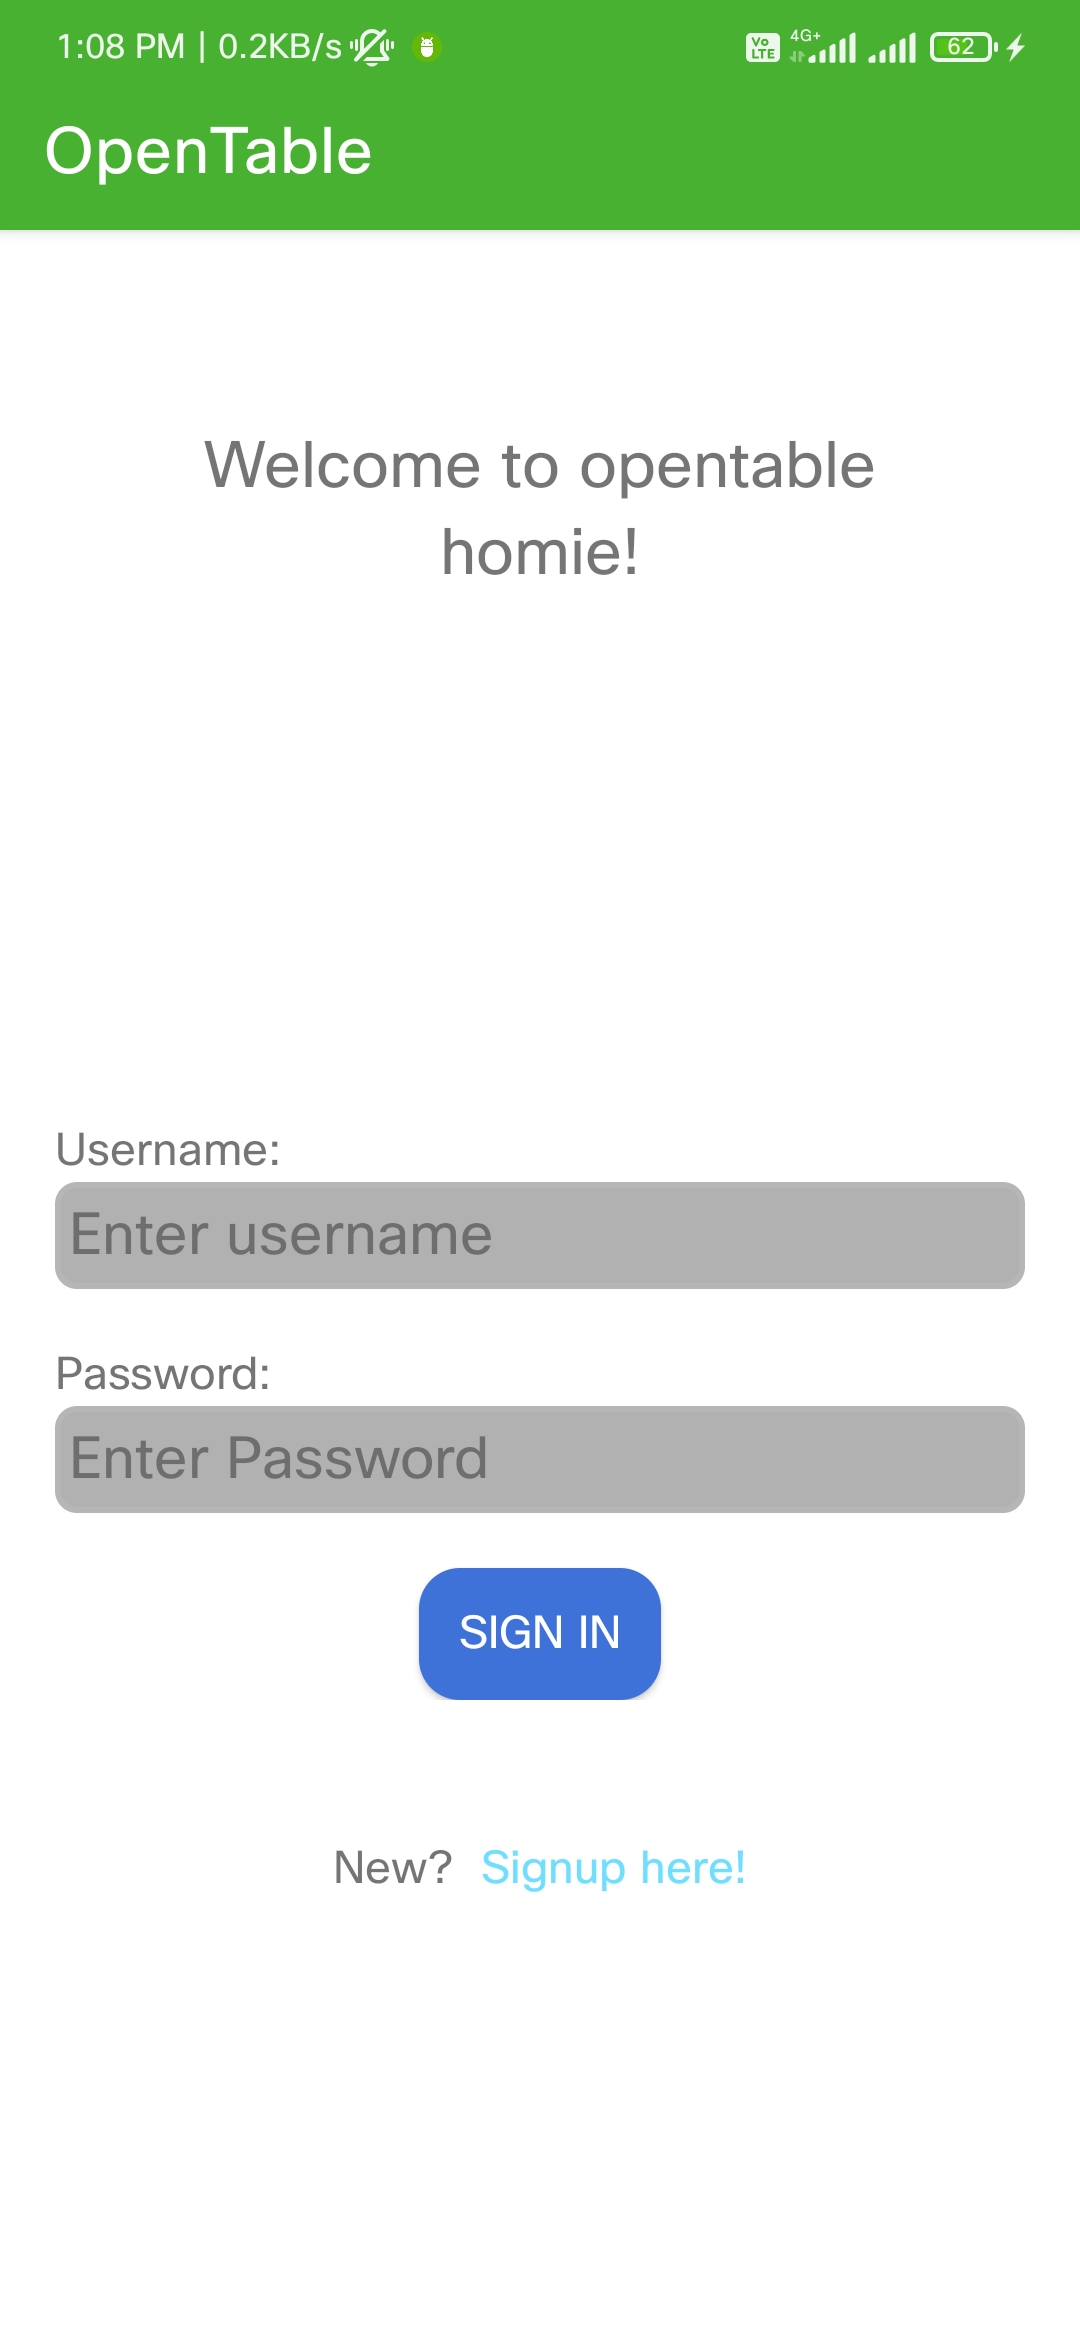 1:08 PM | 0.2KB/s
Vo LTE 4G+ 62
OpenTable
Welcome to opentable
homie!
Username:
Enter username
Password:
Enter Password
SIGN IN
New? Signup here!